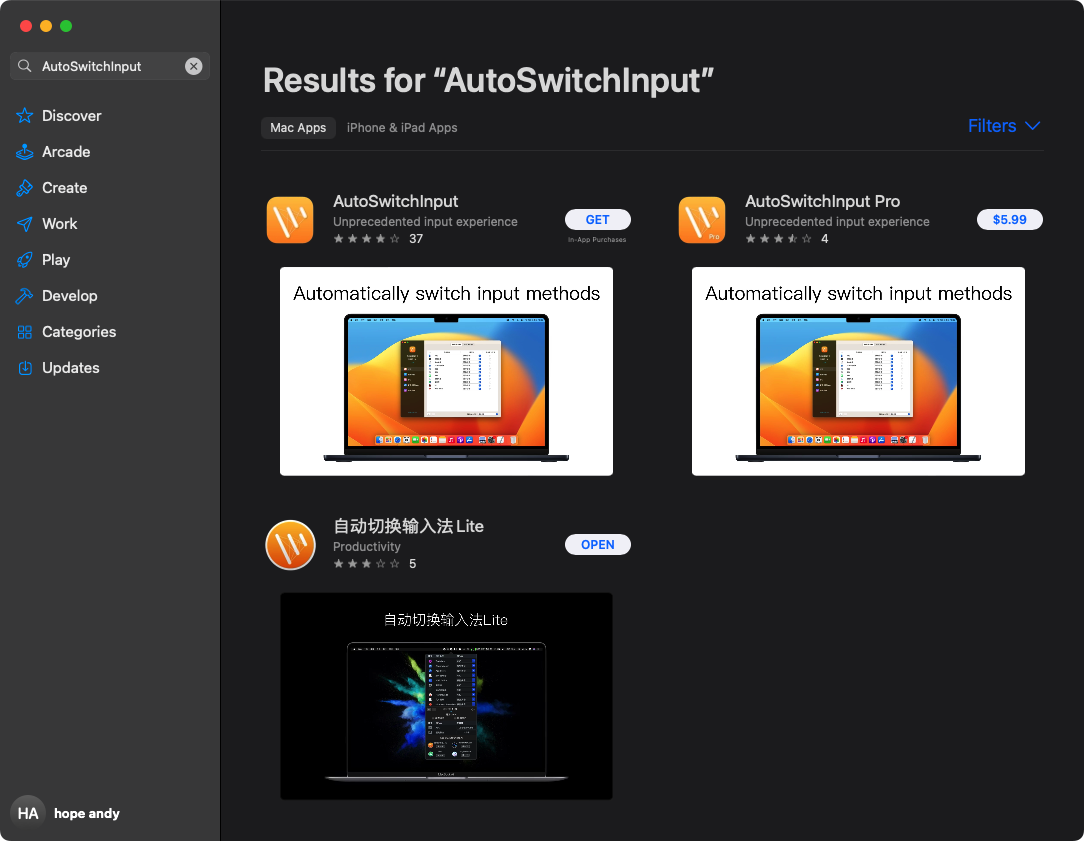 AutoSwitchInput
Discover
Arcade
Create
Work
Play
Develop
Categories
Updates
HA
hope andy
Results for “AutoSwitchInput”
Mac Apps
iPhone & iPad Apps
Filters
AutoSwitchInput
Unprecedented input experience
37
GET
In-App Purchases
Automatically switch input methods
AutoSwitchInput Pro
Unprecedented input experience
4
$5.99
Pro
Automatically switch input methods
自动切换输入法 Lite
Productivity
5
OPEN
自动切换输入法Lite